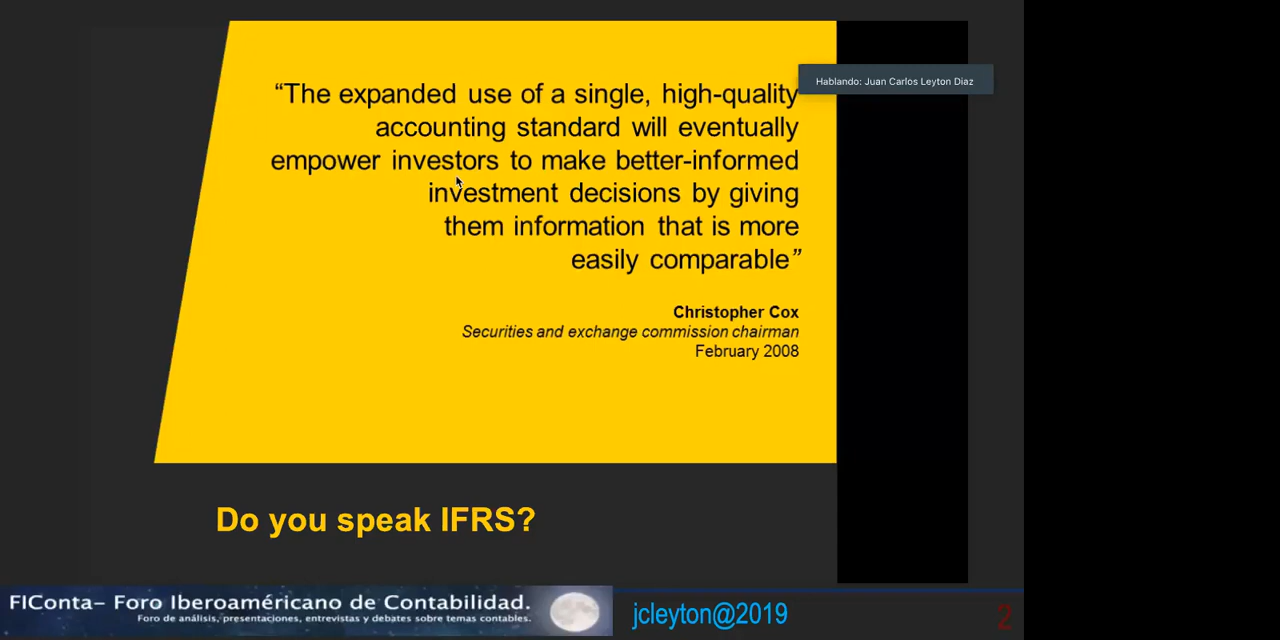 “The expanded use of a single, high-quality
accounting standard will eventually
empower investors to make better-informed
investment decisions by giving
them information that is more
easily comparable”
Christopher Cox
Securities and exchange commission chairman
February 2008
Hablando: Juan Carlos Leyton Diaz
Do you speak IFRS?
FIConta– Foro Iberoaméricano de Contabilidad.
Foro de análisis, presentaciones, entrevistas y debates sobre temas contables.
jcleyton@2019
2